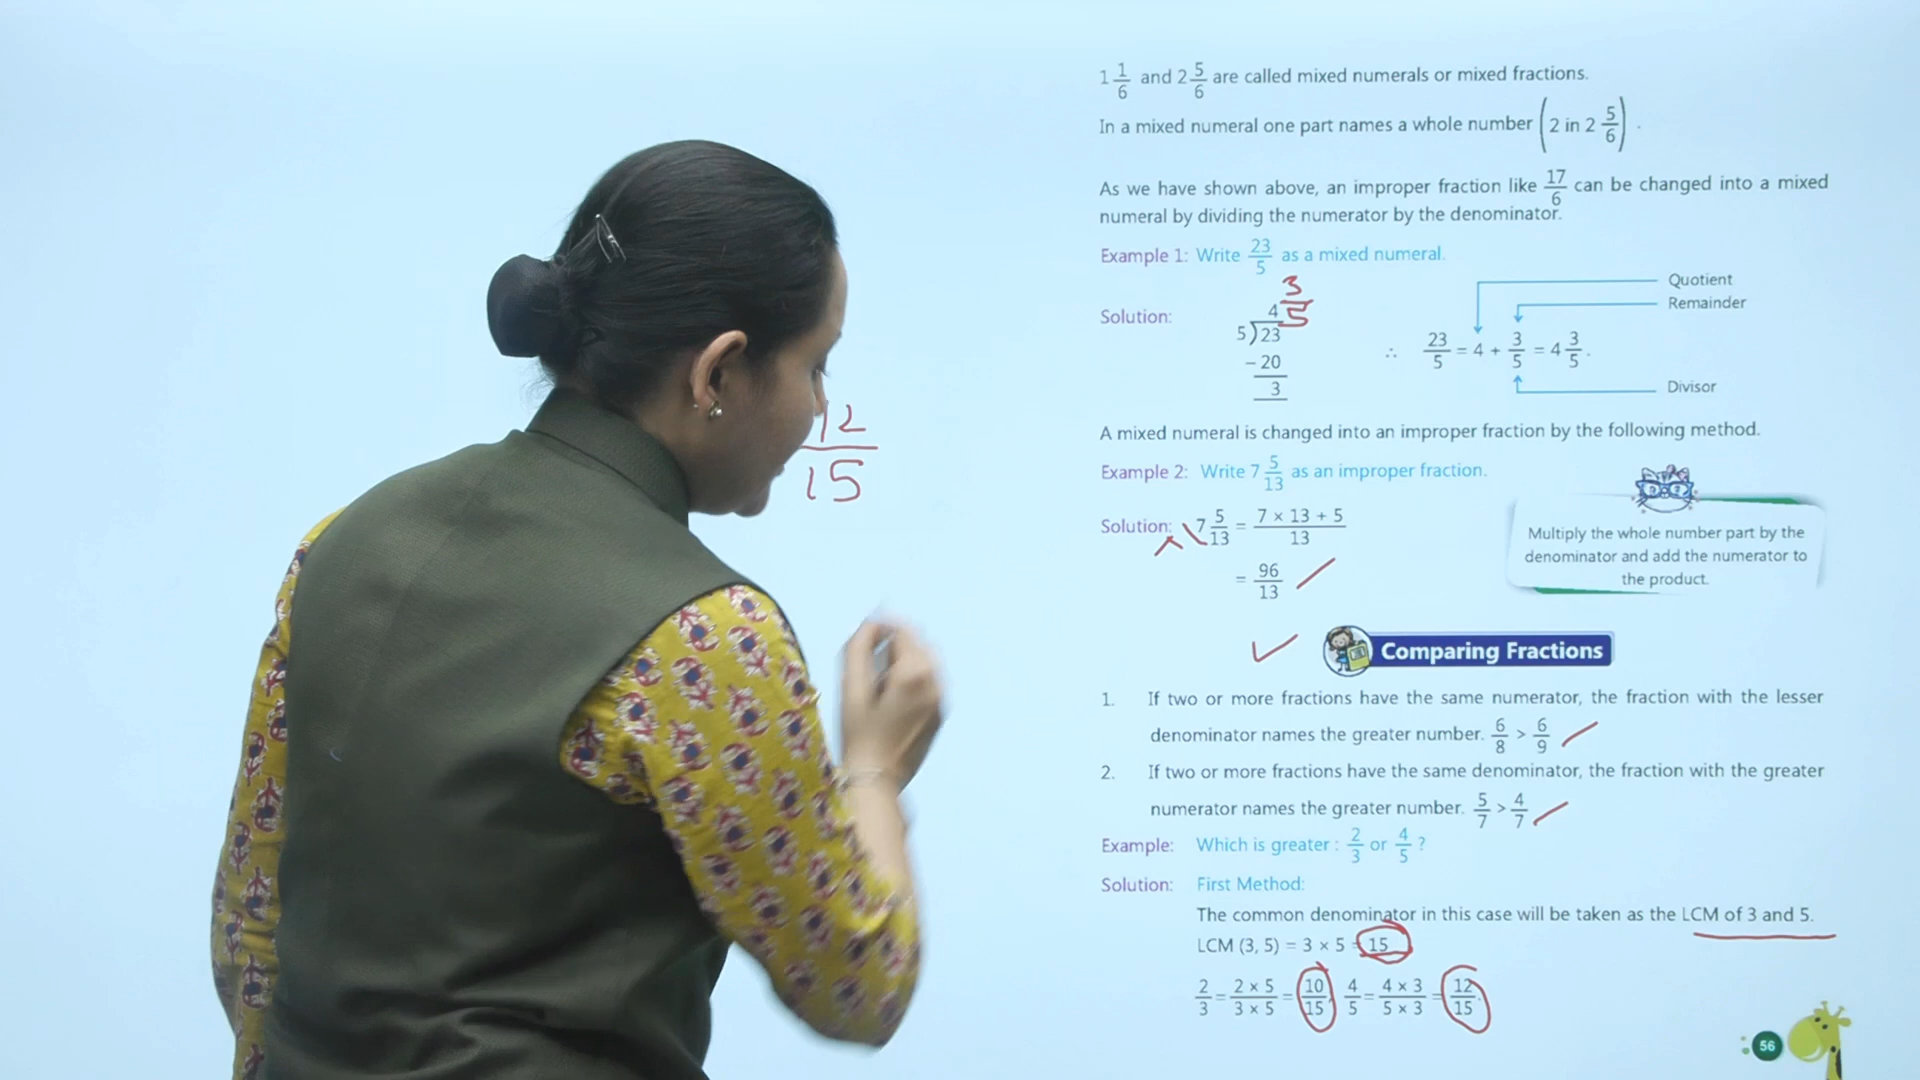 1 1/6 and 2 5/6 are called mixed numerals or mixed fractions.
In a mixed numeral one part names a whole number (2 in 2 5/6).
As we have shown above, an improper fraction like 17/6 can be changed into a mixed
numeral by dividing the numerator by the denominator.
Example 1: Write 23/5 as a mixed numeral.
Solution:
4 3/5
5)23
- 20
3
∴ 23/5 = 4 + 3/5 = 4 3/5.
Quotient
Remainder
Divisor
A mixed numeral is changed into an improper fraction by the following method.
Example 2: Write 7 5/13 as an improper fraction.
Solution: 7 5/13 = 7 × 13 + 5/13
= 96/13
Multiply the whole number part by the
denominator and add the numerator to
the product.
12/15
Comparing Fractions
1. If two or more fractions have the same numerator, the fraction with the lesser
denominator names the greater number. 6/8 > 6/9
2. If two or more fractions have the same denominator, the fraction with the greater
numerator names the greater number. 5/7 > 4/7
Example: Which is greater : 2/3 or 4/5 ?
Solution: First Method:
The common denominator in this case will be taken as the LCM of 3 and 5.
LCM (3, 5) = 3 × 5 = 15
2/3 = 2 × 5/3 × 5 = 10/15, 4/5 = 4 × 3/5 × 3 = 12/15.
56